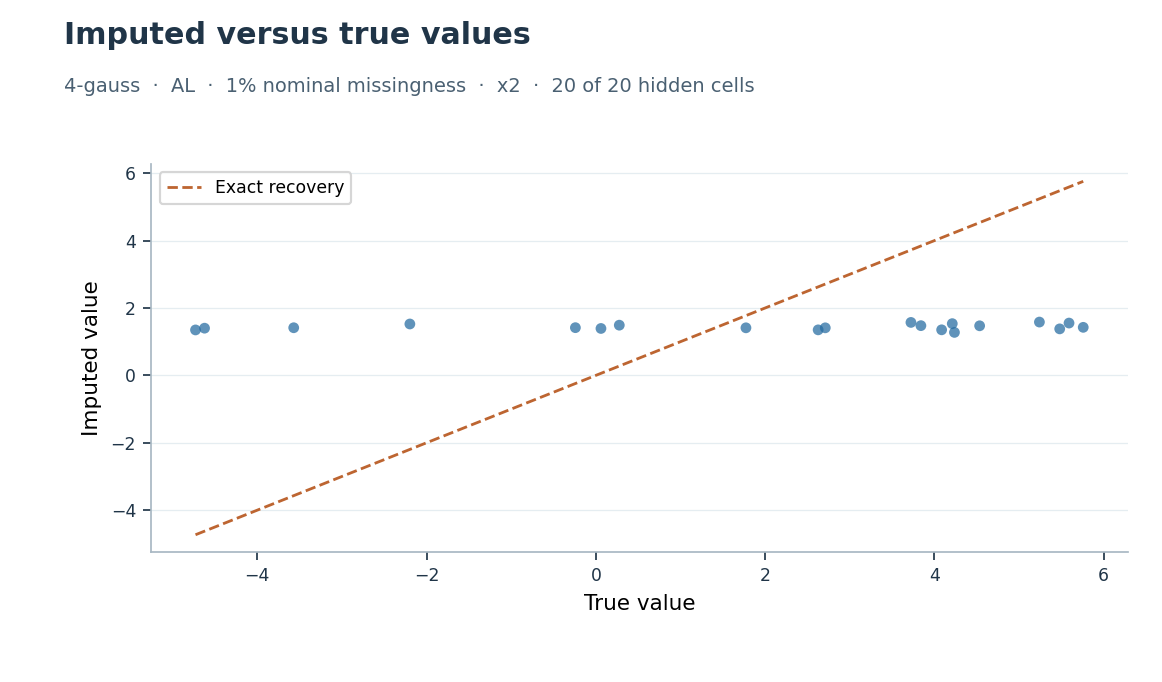 Imputed versus true values
4-gauss · AL · 1% nominal missingness · x2 · 20 of 20 hidden cells
Exact recovery
Imputed value
6
4
2
0
−2
−4
−4
−2
0
2
4
6
True value